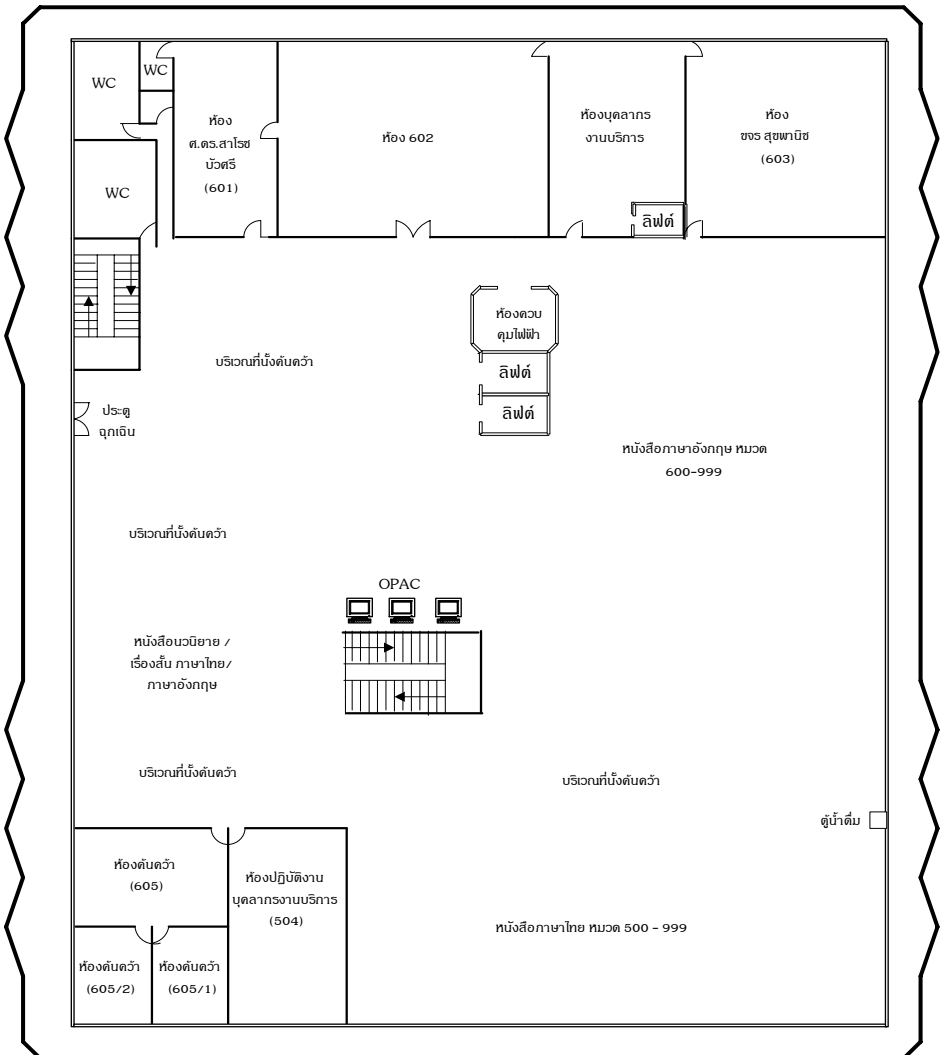 WC
WC
ห้อง
ศ.ดร.สาโรช
บัวศรี
(601)
ห้อง 602
ห้องบุคลากร
งานบริการ
ห้อง
ขจร สุขพานิช
(603)
WC
ลิฟต์
ห้องควบ
คุมไฟฟ้า
ลิฟต์
ลิฟต์
บริเวณที่นั่งค้นคว้า
ประตู
ฉุกเฉิน
หนังสือภาษาอังกฤษ หมวด
600-999
บริเวณที่นั่งค้นคว้า
OPAC
หนังสือนวนิยาย /
เรื่องสั้น ภาษาไทย/
ภาษาอังกฤษ
บริเวณที่นั่งค้นคว้า
บริเวณที่นั่งค้นคว้า
ตู้น้ำดื่ม
ห้องค้นคว้า
(605)
ห้องปฏิบัติงาน
บุคลากรงานบริการ
(504)
หนังสือภาษาไทย หมวด 500 - 999
ห้องค้นคว้า
(605/2)
ห้องค้นคว้า
(605/1)